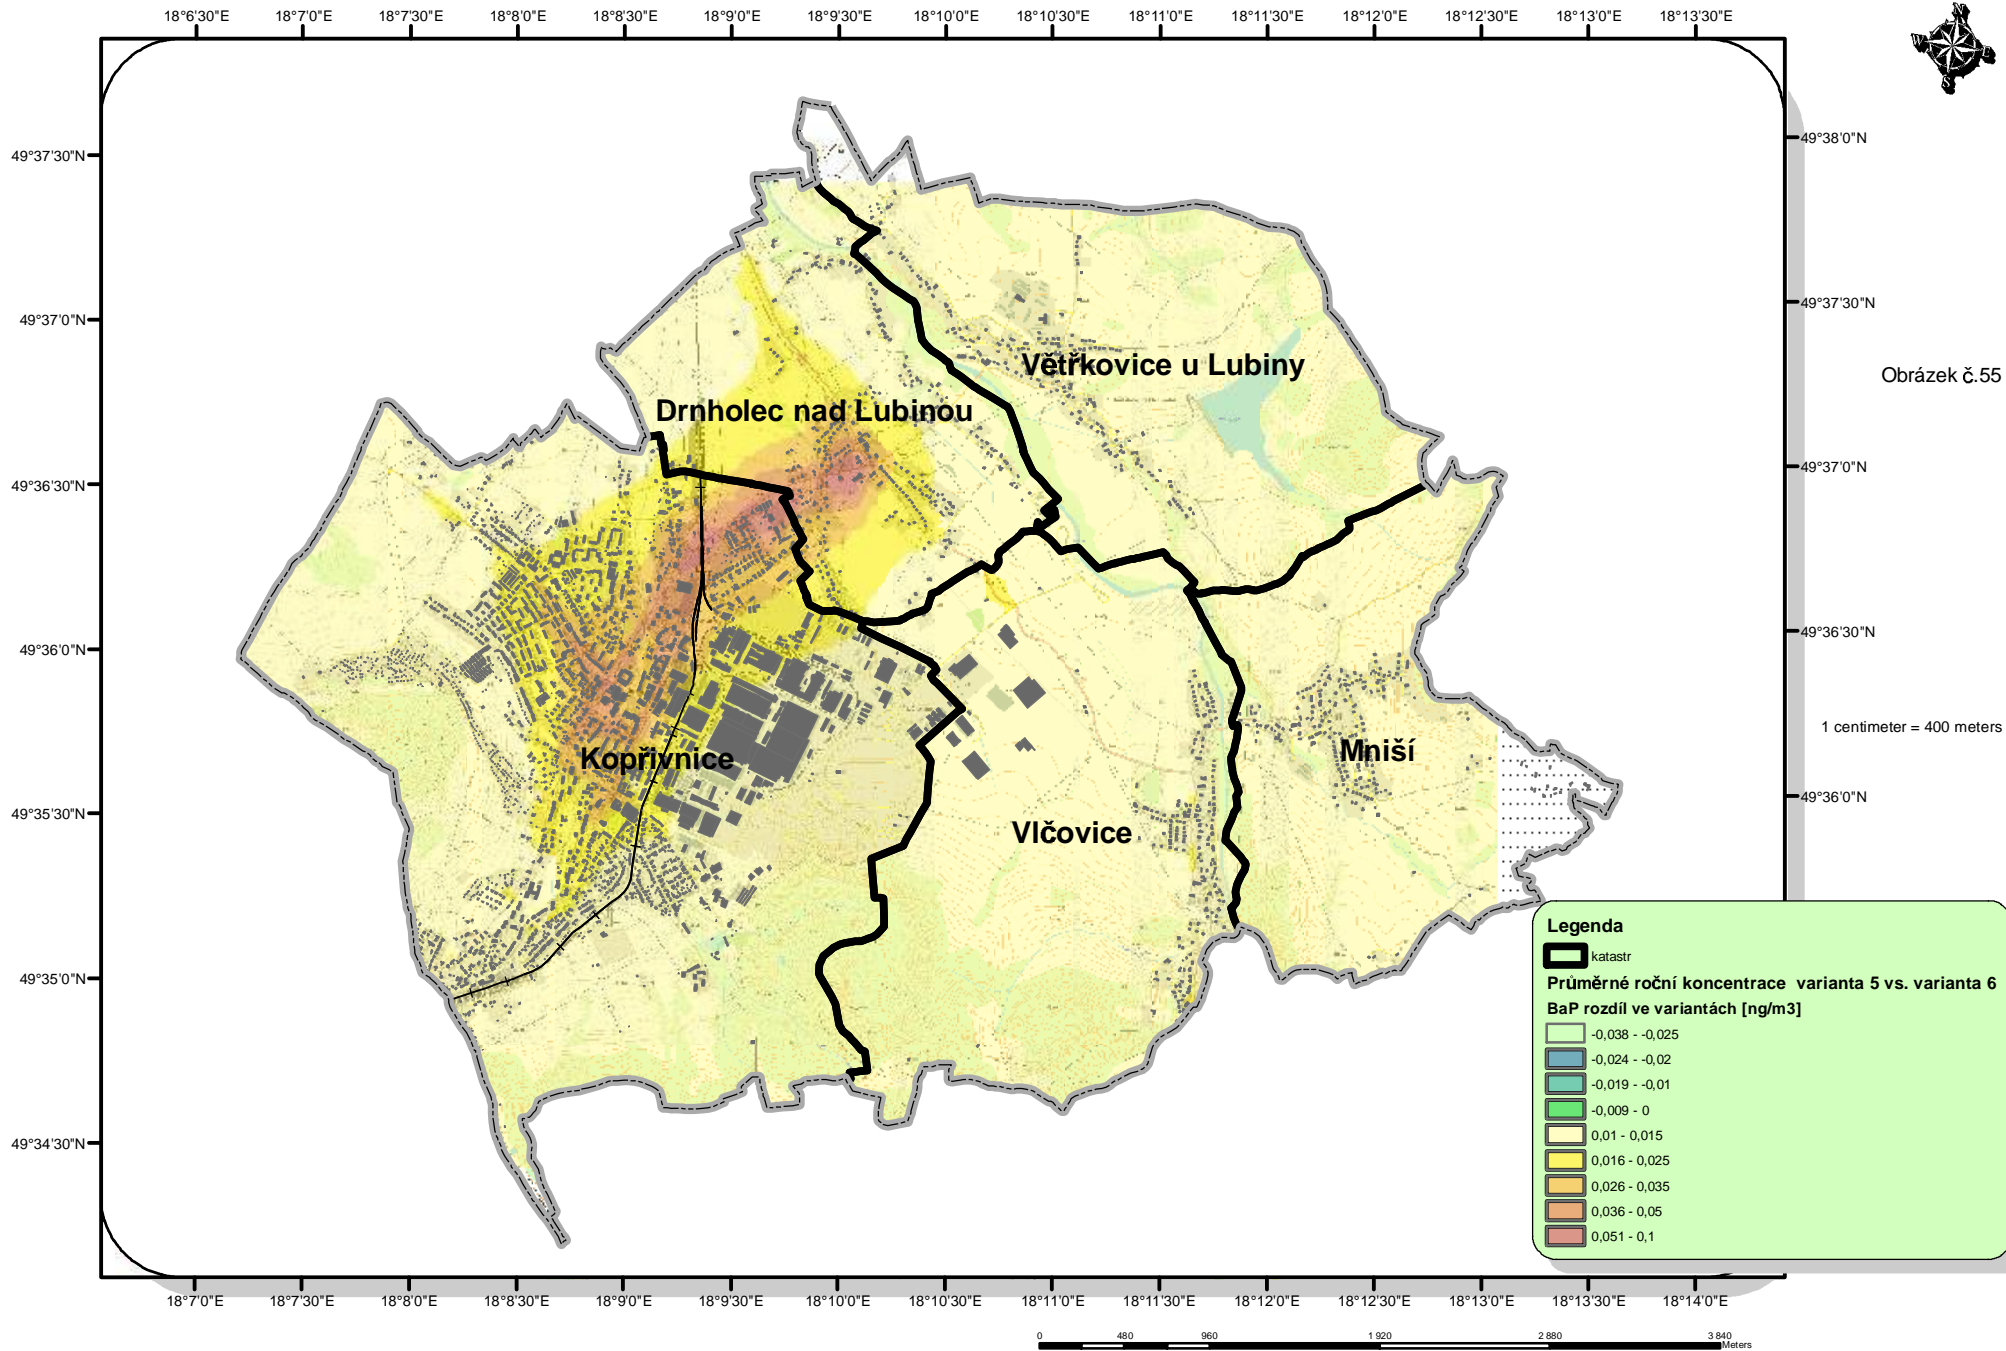 18°6'30"E 18°7'0"E 18°7'30"E 18°8'0"E 18°8'30"E 18°9'0"E 18°9'30"E 18°10'0"E 18°10'30"E 18°11'0"E 18°11'30"E 18°12'0"E 18°12'30"E 18°13'0"E 18°13'30"E
N
W
E
S
49°37'30"N
49°37'0"N
49°36'30"N
49°36'0"N
49°35'30"N
49°35'0"N
49°34'30"N
Větřkovice u Lubiny
Drnholec nad Lubinou
Kopřivnice
Mniší
Vlčovice
49°38'0"N
49°37'30"N
49°37'0"N
49°36'30"N
49°36'0"N
Obrázek č.55
1 centimeter = 400 meters
Legenda
katastr
Průměrné roční koncentrace varianta 5 vs. varianta 6
BaP rozdíl ve variantách [ng/m3]
-0,038 - -0,025
-0,024 - -0,02
-0,019 - -0,01
-0,009 - 0
0,01 - 0,015
0,016 - 0,025
0,026 - 0,035
0,036 - 0,05
0,051 - 0,1
18°7'0"E 18°7'30"E 18°8'0"E 18°8'30"E 18°9'0"E 18°9'30"E 18°10'0"E 18°10'30"E 18°11'0"E 18°11'30"E 18°12'0"E 18°12'30"E 18°13'0"E 18°13'30"E 18°14'0"E
0 480 960 1 920 2 880 3 840
Meters